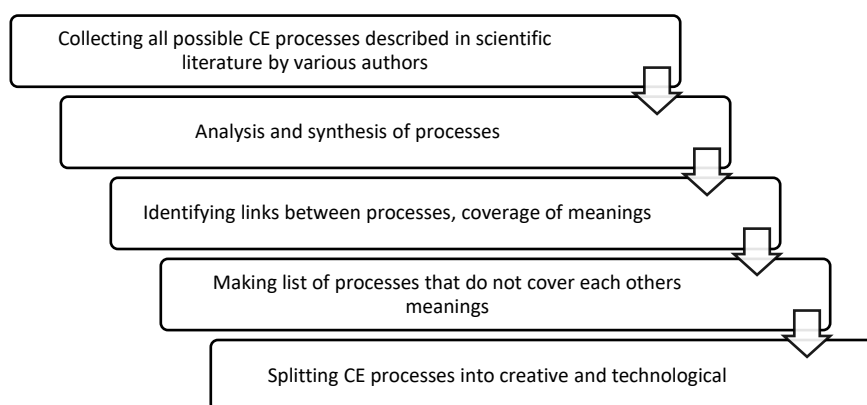 Collecting all possible CE processes described in scientific
literature by various authors
Analysis and synthesis of processes
Identifying links between processes, coverage of meanings
Making list of processes that do not cover each others
meanings
Splitting CE processes into creative and technological